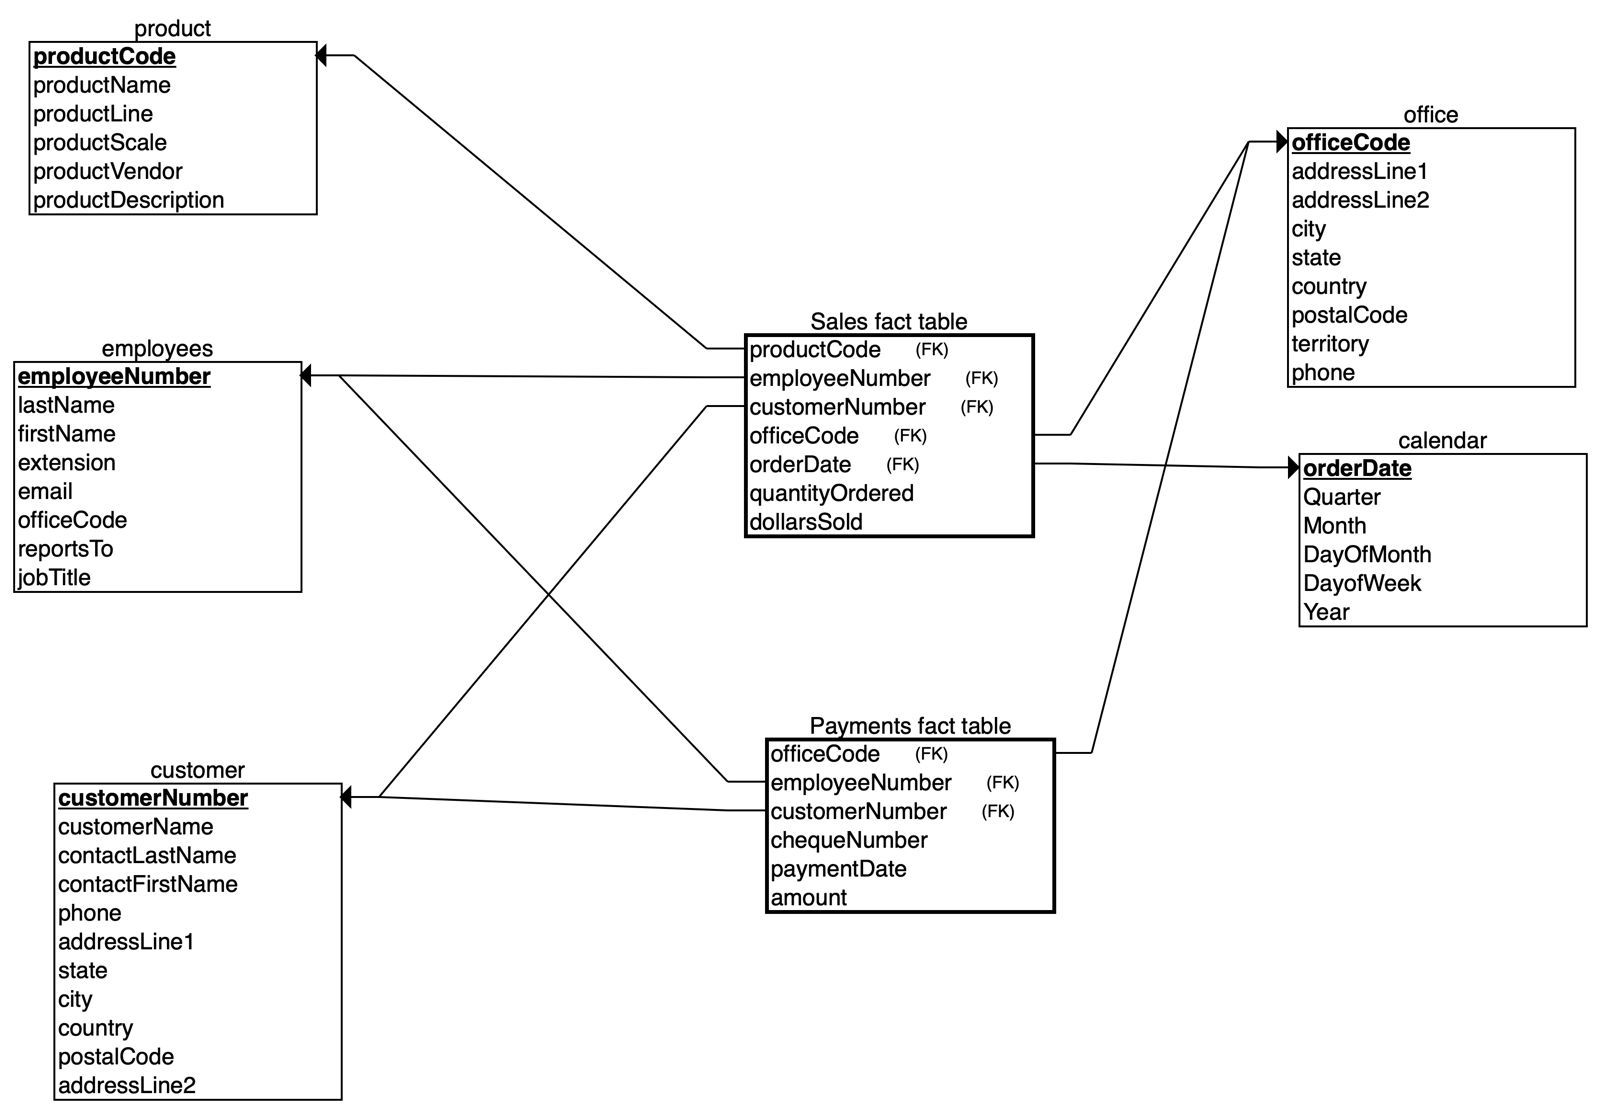 product
productCode
productName
productLine
productScale
productVendor
productDescription
employees
employeeNumber
lastName
firstName
extension
email
officeCode
reportsTo
jobTitle
customer
customerNumber
customerName
contactLastName
contactFirstName
phone
addressLine1
state
city
country
postalCode
addressLine2
Sales fact table
productCode (FK)
employeeNumber (FK)
customerNumber (FK)
officeCode (FK)
orderDate (FK)
quantityOrdered
dollarsSold
Payments fact table
officeCode (FK)
employeeNumber (FK)
customerNumber (FK)
chequeNumber
paymentDate
amount
office
officeCode
addressLine1
addressLine2
city
state
country
postalCode
territory
phone
calendar
orderDate
Quarter
Month
DayOfMonth
DayofWeek
Year